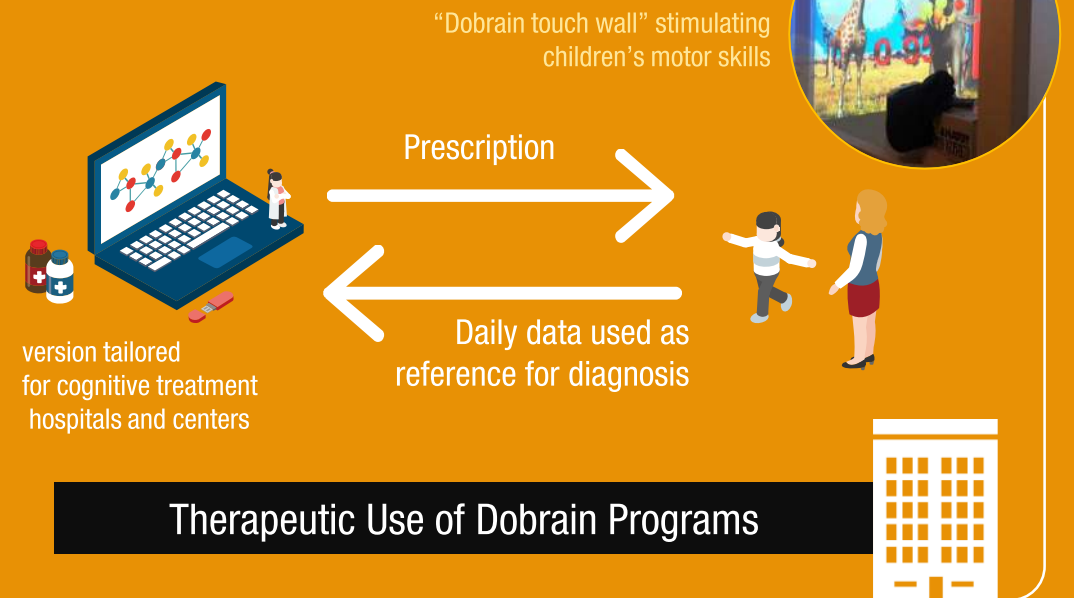 “Dobrain touch wall” stimulating
children’s motor skills
Prescription
Daily data used as
reference for diagnosis
version tailored
for cognitive treatment
hospitals and centers
Therapeutic Use of Dobrain Programs